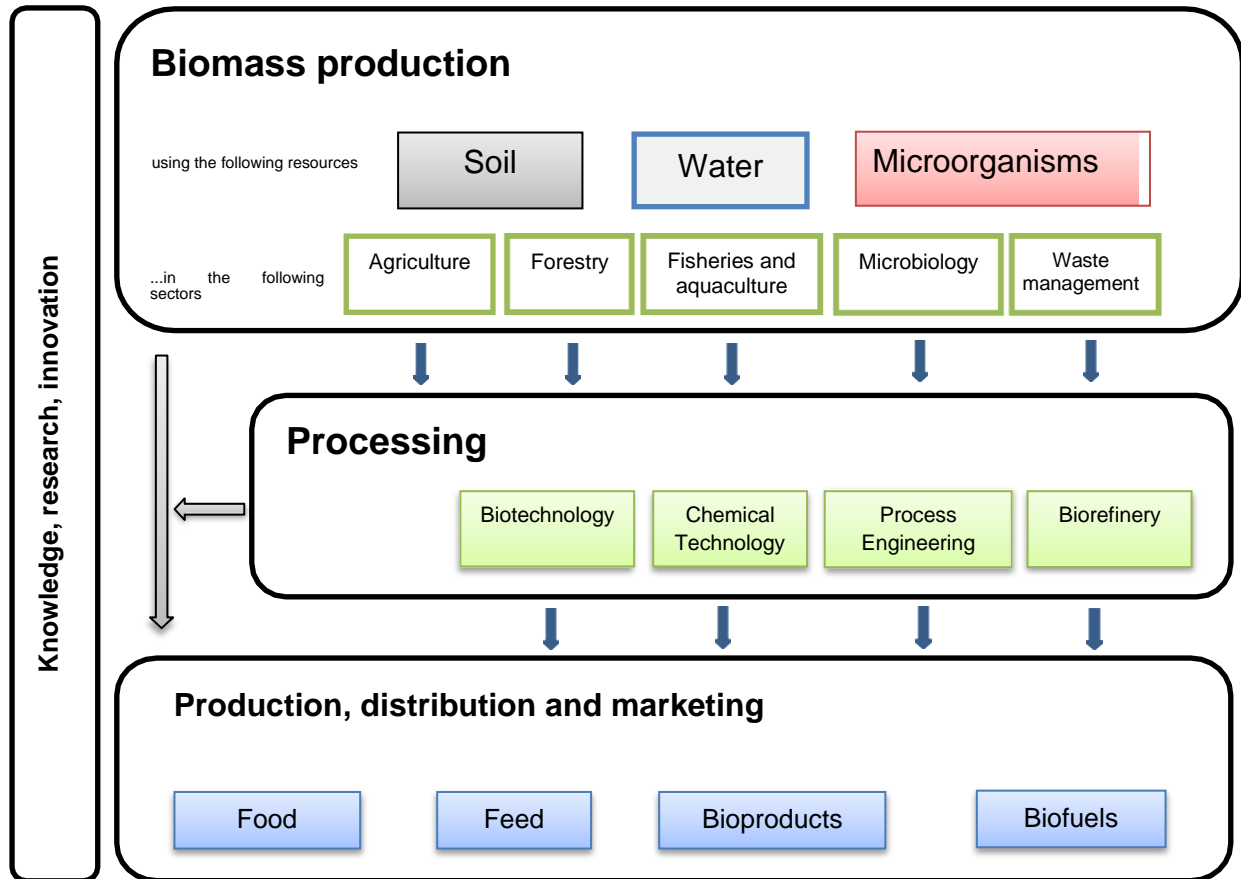 Knowledge, research, innovation
Biomass production
using the following resources
Soil
Water
Microorganisms
...in the following
sectors
Agriculture
Forestry
Fisheries and
aquaculture
Microbiology
Waste
management
Processing
Biotechnology
Chemical
Technology
Process
Engineering
Biorefinery
Production, distribution and marketing
Food
Feed
Bioproducts
Biofuels